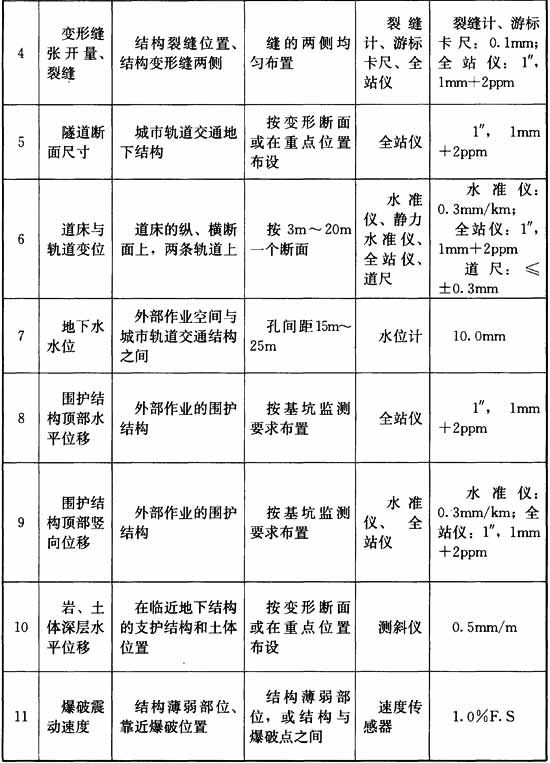 4
变形缝
张开量、
裂缝
结构裂缝位置、
结构变形缝两侧
缝的两侧均
匀布置
裂缝
计、游标
卡尺、全
站仪
裂缝计、游标
卡尺：0.1mm；
全站仪：1″，
1mm＋2ppm
5
隧道断
面尺寸
城市轨道交通地
下结构
按变形断面
或在重点位置
布设
全站仪
1″，1mm
＋2ppm
6
道床与
轨道变位
道床的纵、横断
面上，两条轨道上
按3m～20m
一个断面
水准
仪、静力
水准仪、
全站仪、
道尺
水准仪：
0.3mm/km；
全站仪：1″，
1mm＋2ppm
道尺：≤
±0.3mm
7
地下水
水位
外部作业空间与
城市轨道交通结构
之间
孔间距15m～
25m
水位计
10.0mm
8
围护结
构顶部水
平位移
外部作业的围护
结构
按基坑监测
要求布置
全站仪
1″，1mm
＋2ppm
9
围护结
构顶部竖
向位移
外部作业的围护
结构
按基坑监测
要求布置
水准
仪、全
站仪
水准仪：
0.3mm/km；全
站仪：1″，1mm
＋2ppm
10
岩、土
体深层水
平位移
在临近地下结构
的支护结构和土体
位置
按变形断面
或在重点位置
布设
测斜仪
0.5mm/m
11
爆破震
动速度
结构薄弱部位、
靠近爆破位置
结构薄弱部
位，或结构与
爆破点之间
速度传
感器
1.0%F.S